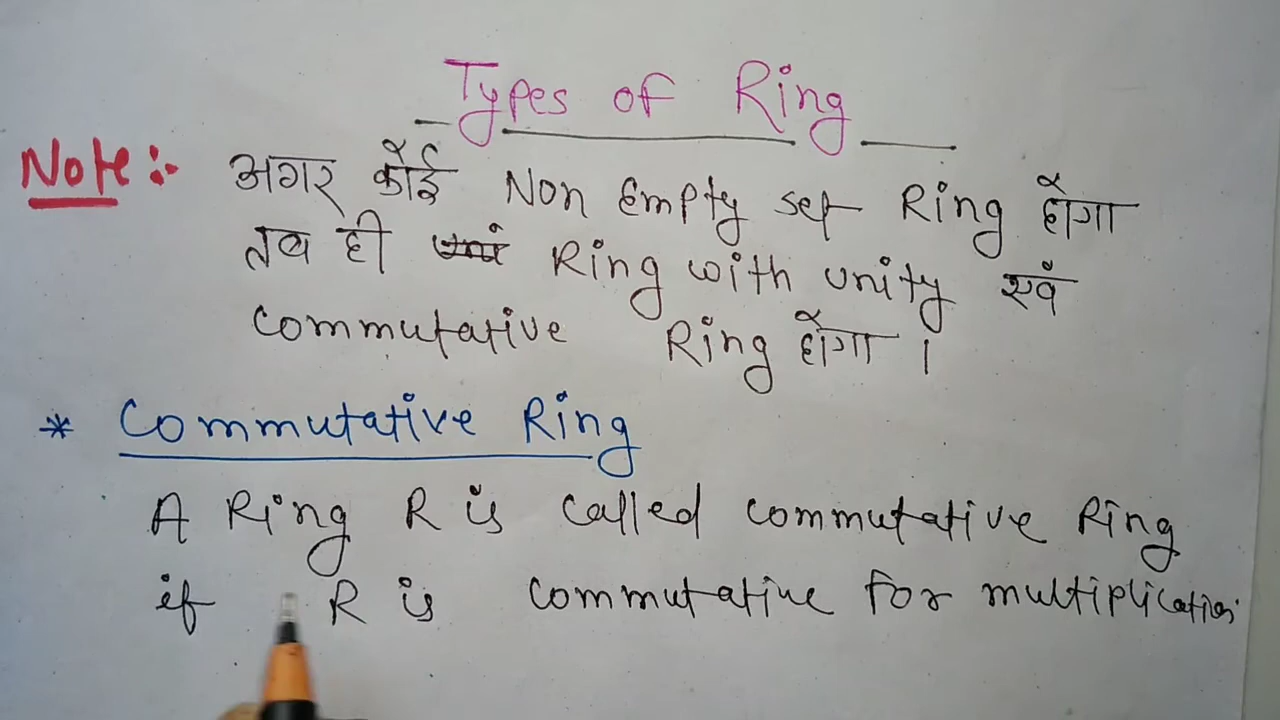 Types of Ring
Note:- अगर कोई Non Empty set Ring होगा
तब ही Ring with unity एवं
Commutative Ring होगा ।
* Commutative Ring
A Ring R is called commutative Ring
if R is commutative for multiplication